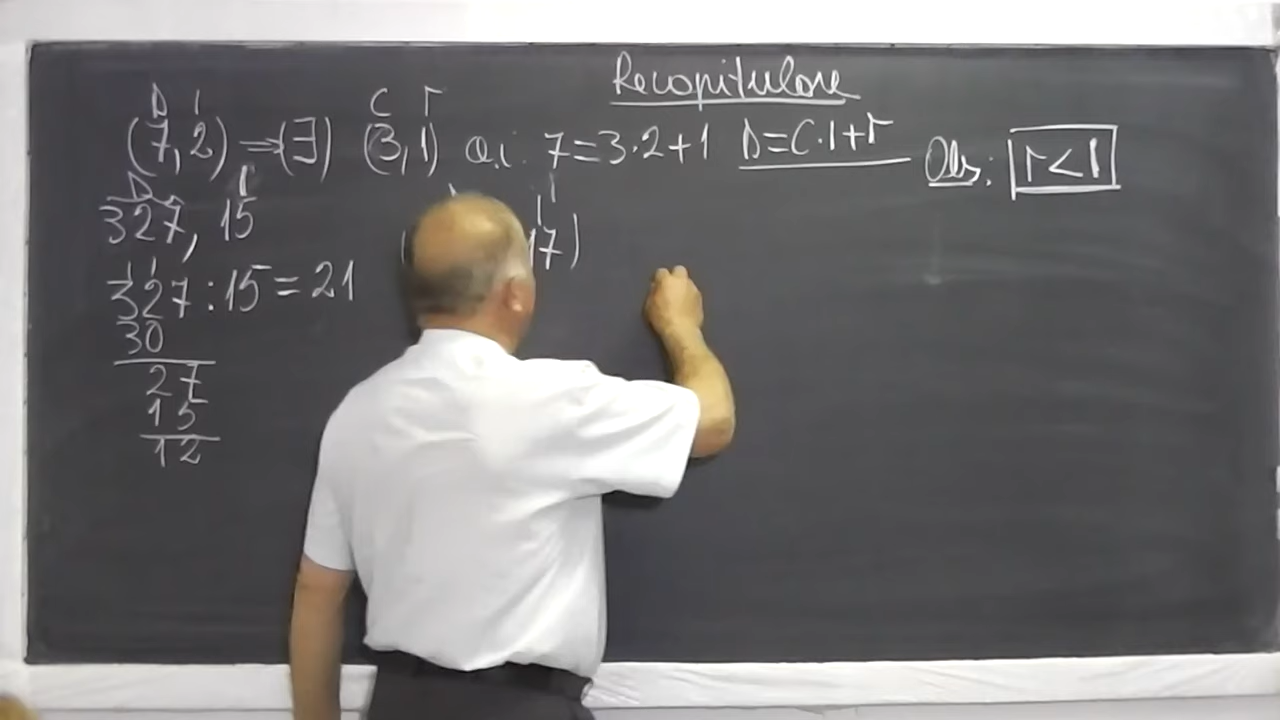 Recapitulare
D Î
C r
(7, 2) ⇒ (∃) (3, 1) a.î. 7=3·2+1 D=C·Î+r Obs: r<Î
D Î
327, 15
Î
17)
327 : 15 = 21
30
27
15
12